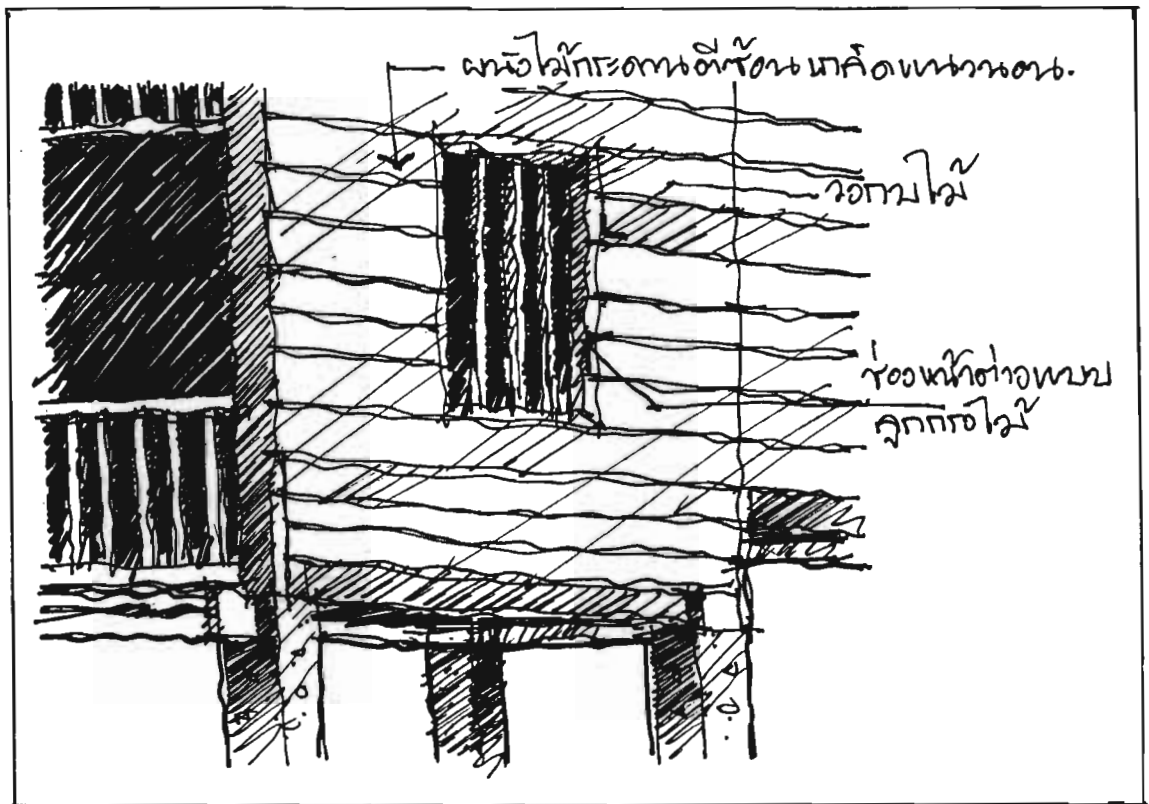 ผนังไม้กระดานตีซ้อนเกล็ดแนวนอน.
วงกบไม้
ช่องหน้าต่างแบบ
ลูกกรงไม้